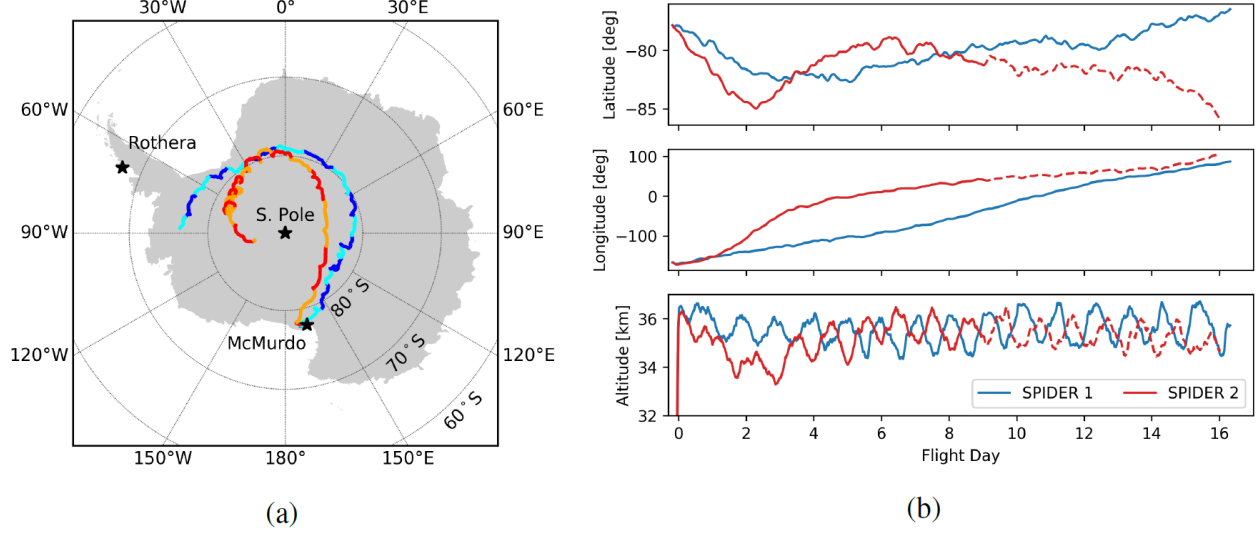 30°W 0° 30°E
60°W 60°E
Rothera
S. Pole
90°W 90°E
80°S
McMurdo
70°S
120°W 120°E
60°S
150°W 180° 150°E
(a)
Latitude [deg]
−80
−85
Longitude [deg]
100
0
−100
Altitude [km]
36
34
32
SPIDER 1 SPIDER 2
0 2 4 6 8 10 12 14 16
Flight Day
(b)